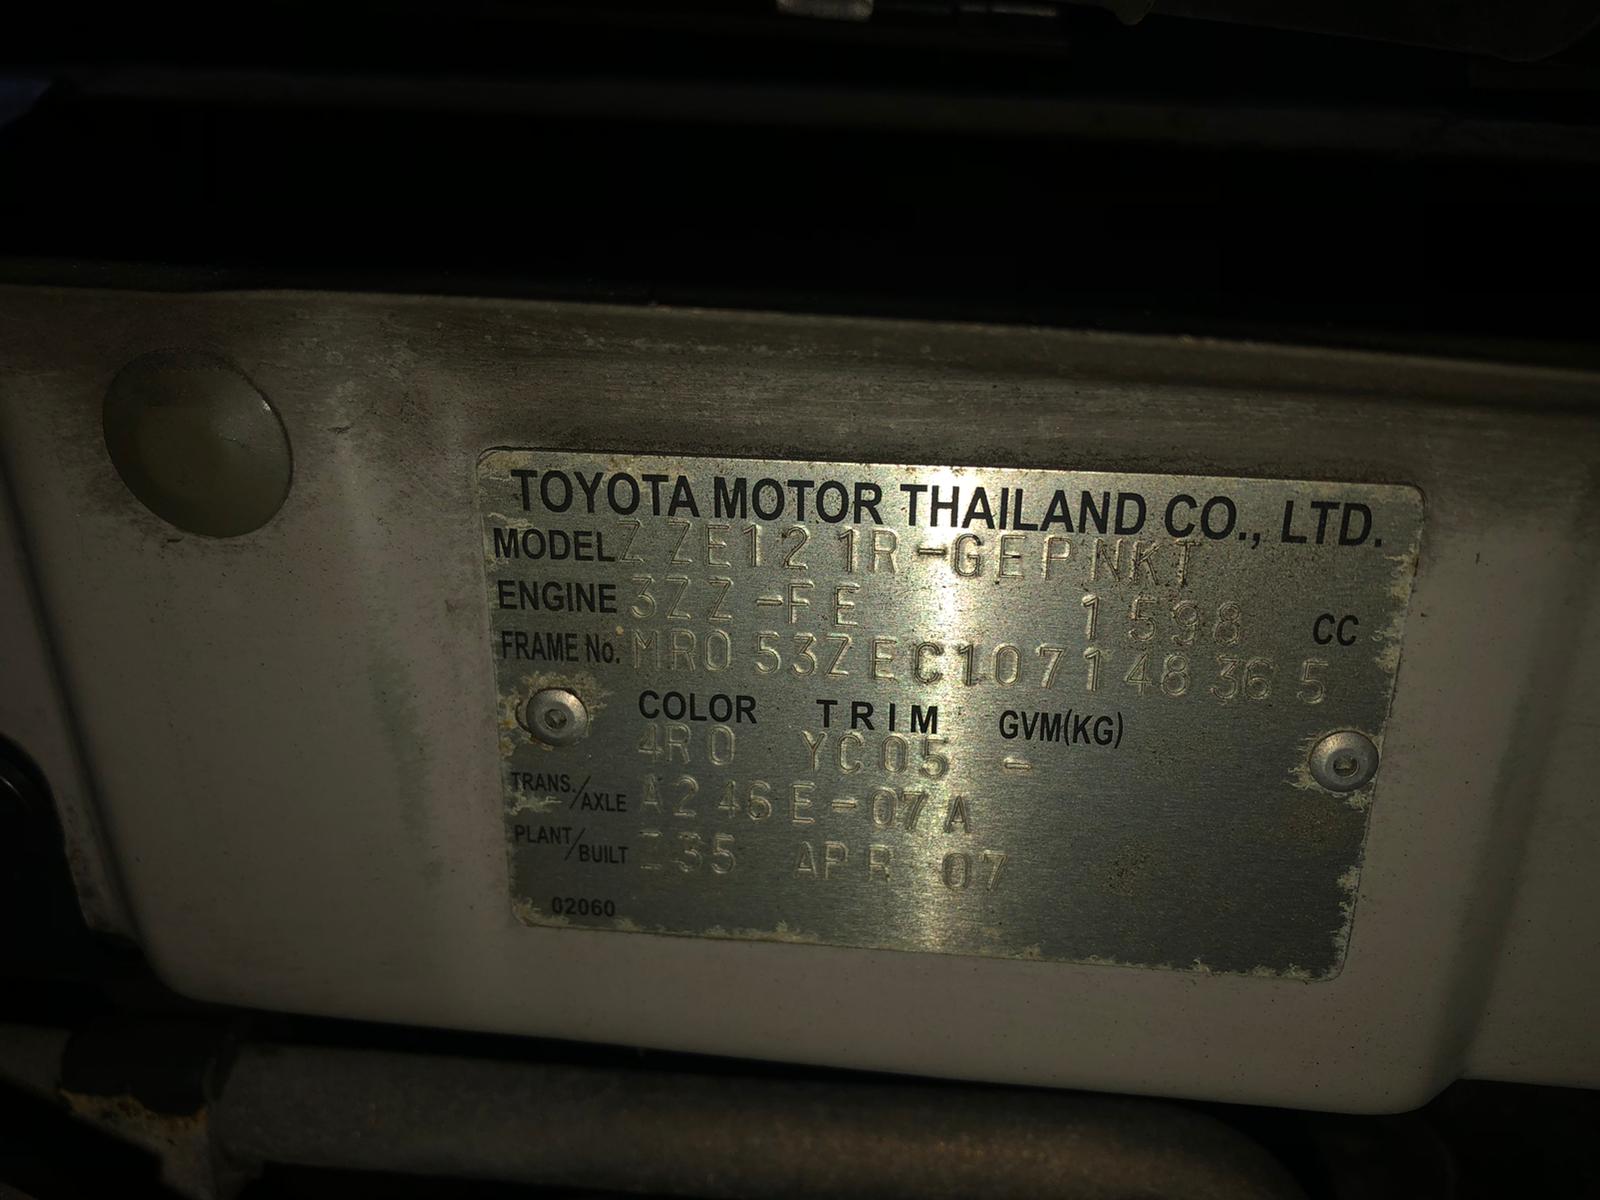 TOYOTA MOTOR THAILAND CO., LTD.
MODEL ZZE121R-GEPNKT
ENGINE 3ZZ-FE 1598 CC
FRAME No. MR053ZEC107148365
COLOR TRIM GVM(KG)
4R0 YC05 -
TRANS./AXLE A246E-07A
PLANT/BUILT APR 07
02060